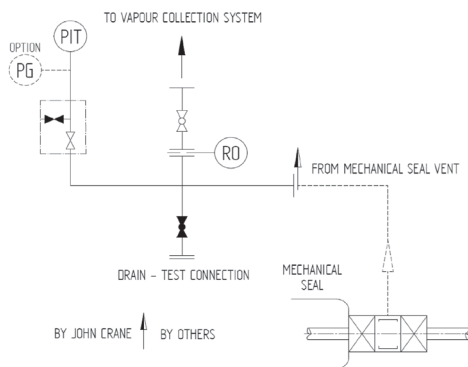 TO VAPOUR COLLECTION SYSTEM
PIT
OPTION
PG
RO
FROM MECHANICAL SEAL VENT
DRAIN - TEST CONNECTION
MECHANICAL
SEAL
BY JOHN CRANE
BY OTHERS